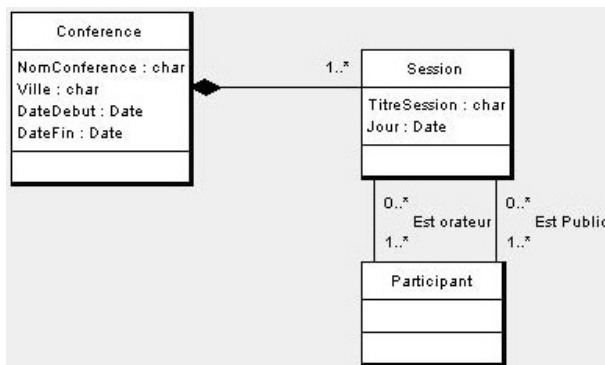 Conference
NomConference : char
Ville : char
DateDebut : Date
DateFin : Date
1..*
Session
TitreSession : char
Jour : Date
0..*
0..*
Est orateur
Est Public
1..*
1..*
Participant